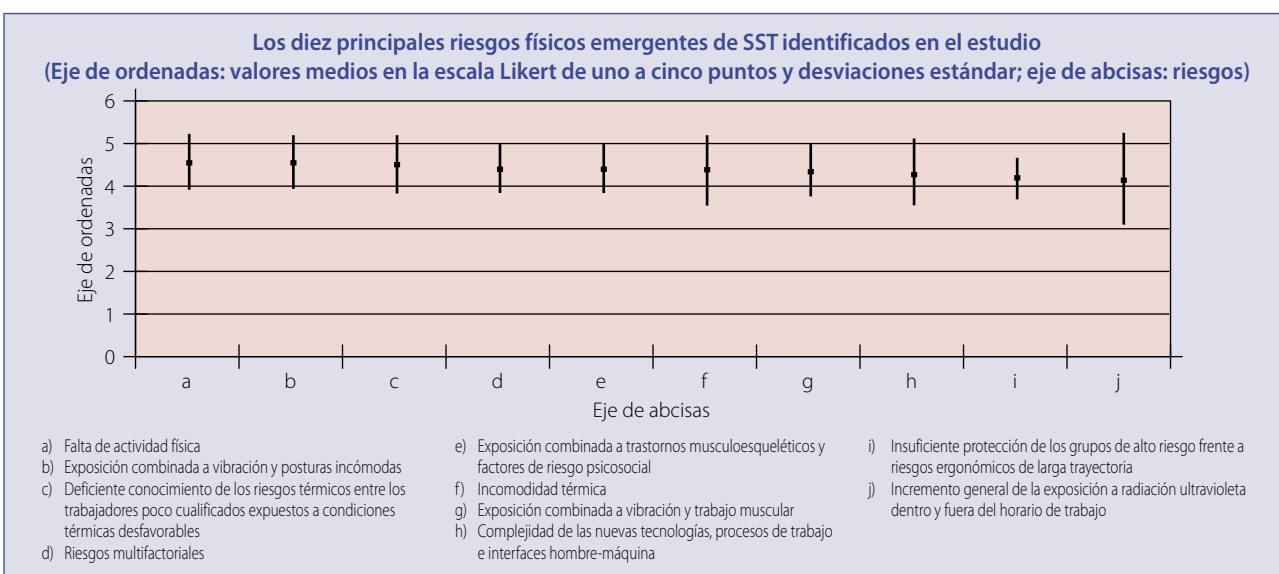 Los diez principales riesgos físicos emergentes de SST identificados en el estudio
(Eje de ordenadas: valores medios en la escala Likert de uno a cinco puntos y desviaciones estándar; eje de abcisas: riesgos)
Eje de ordenadas
6
5
4
3
2
1
0
a b c d e f g h i j
Eje de abcisas
a) Falta de actividad física
b) Exposición combinada a vibración y posturas incómodas
c) Deficiente conocimiento de los riesgos térmicos entre los
trabajadores poco cualificados expuestos a condiciones
térmicas desfavorables
d) Riesgos multifactoriales
e) Exposición combinada a trastornos musculoesqueléticos y
factores de riesgo psicosocial
f) Incomodidad térmica
g) Exposición combinada a vibración y trabajo muscular
h) Complejidad de las nuevas tecnologías, procesos de trabajo
e interfaces hombre-máquina
i) Insuficiente protección de los grupos de alto riesgo frente a
riesgos ergonómicos de larga trayectoria
j) Incremento general de la exposición a radiación ultravioleta
dentro y fuera del horario de trabajo